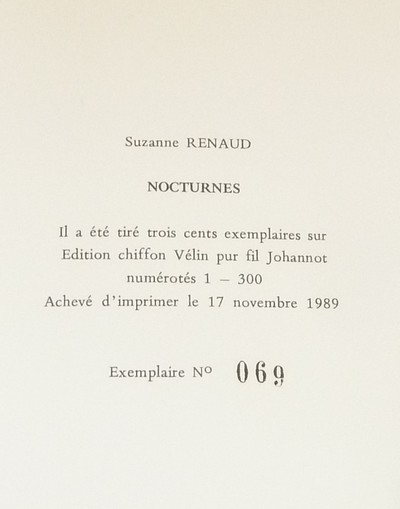 Suzanne RENAUD
NOCTURNES
Il a été tiré trois cents exemplaires sur
Edition chiffon Vélin pur fil Johannot
numérotés 1 – 300
Achevé d'imprimer le 17 novembre 1989
Exemplaire Nº 069